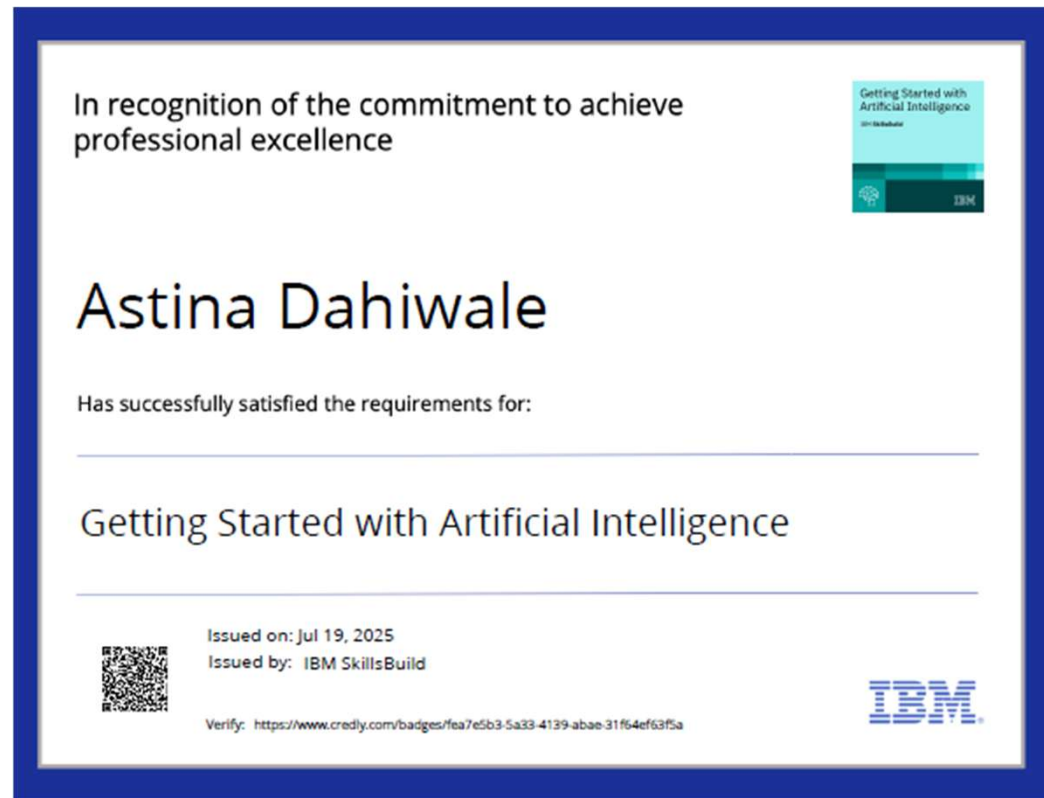 In recognition of the commitment to achieve
professional excellence
Getting Started with
Artificial Intelligence
IBM SkillsBuild
IBM
Astina Dahiwale
Has successfully satisfied the requirements for:
Getting Started with Artificial Intelligence
Issued on: Jul 19, 2025
Issued by: IBM SkillsBuild
Verify: https://www.credly.com/badges/fea7e5b3-5a33-4139-abae-31f64ef63f5a
IBM.